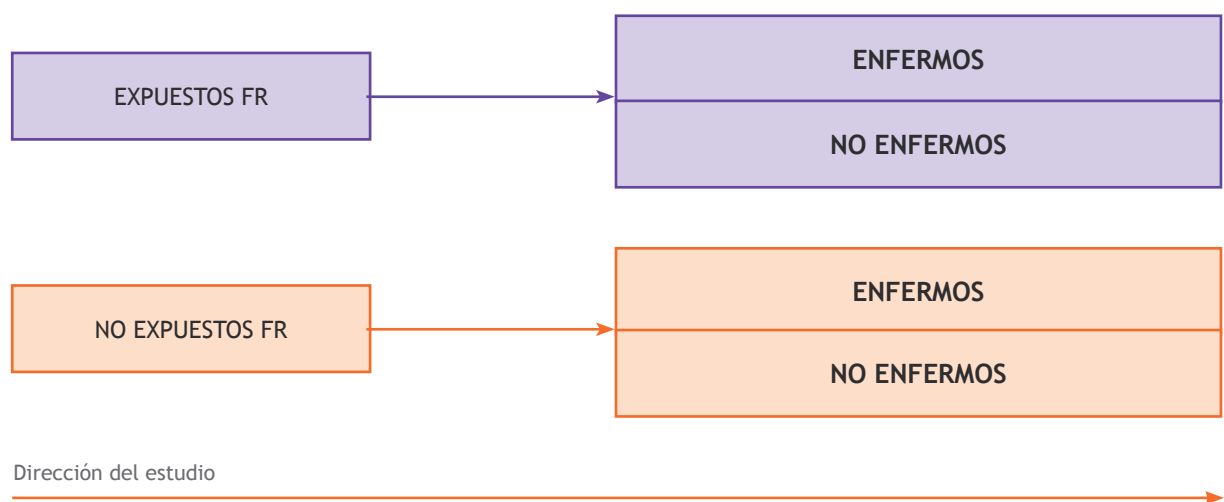 EXPUESTOS FR
ENFERMOS
NO ENFERMOS
NO EXPUESTOS FR
ENFERMOS
NO ENFERMOS
Dirección del estudio